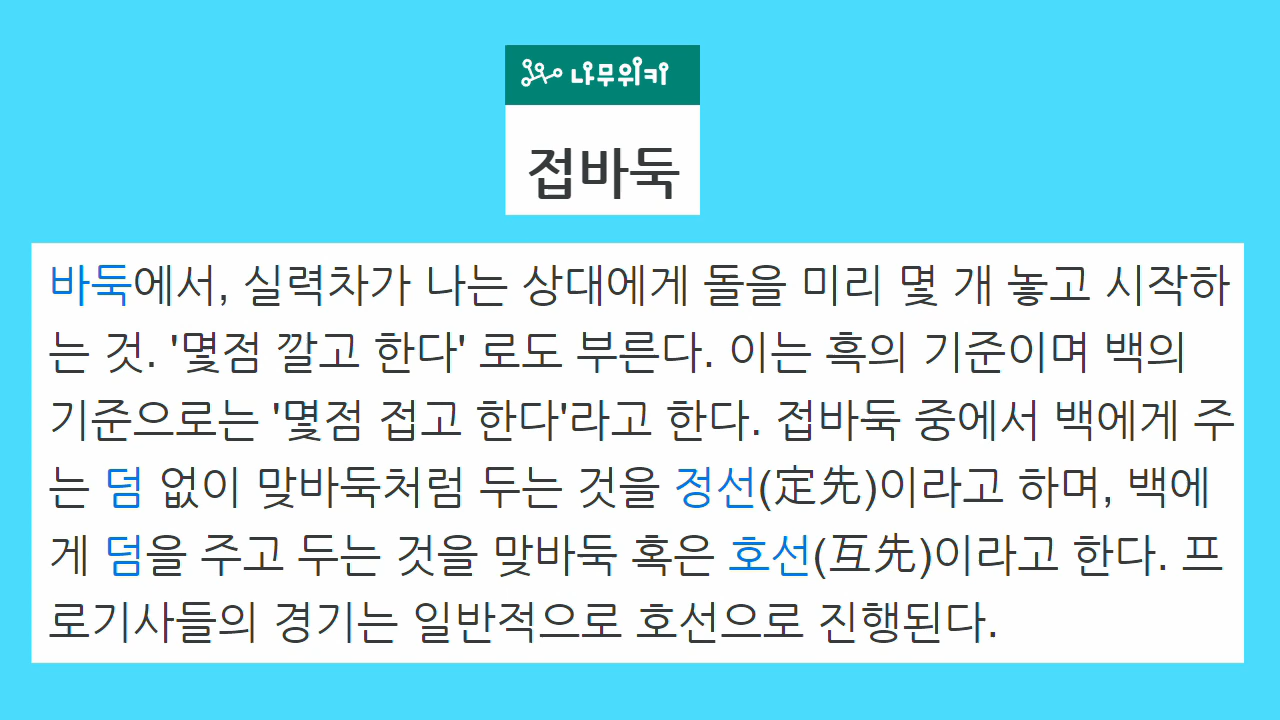 나무위키
접바둑
바둑에서, 실력차가 나는 상대에게 돌을 미리 몇 개 놓고 시작하
는 것. '몇점 깔고 한다' 로도 부른다. 이는 흑의 기준이며 백의
기준으로는 '몇점 접고 한다'라고 한다. 접바둑 중에서 백에게 주
는 덤 없이 맞바둑처럼 두는 것을 정선(定先)이라고 하며, 백에
게 덤을 주고 두는 것을 맞바둑 혹은 호선(互先)이라고 한다. 프
로기사들의 경기는 일반적으로 호선으로 진행된다.